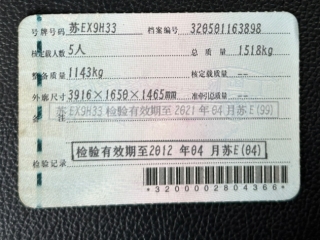 号牌号码 苏EX9H33 档案编号 320501163898
核定载人数 5人 总质量 1518kg
整备质量 1143kg 核定载质量 --
外廓尺寸 3916×1650×1465 准牵引总质量 --
苏EX9H33 检验有效期至2021年04月苏E(99)
备注
检验有效期至2012年04月苏E(04)
检验记录
*3200002804366*